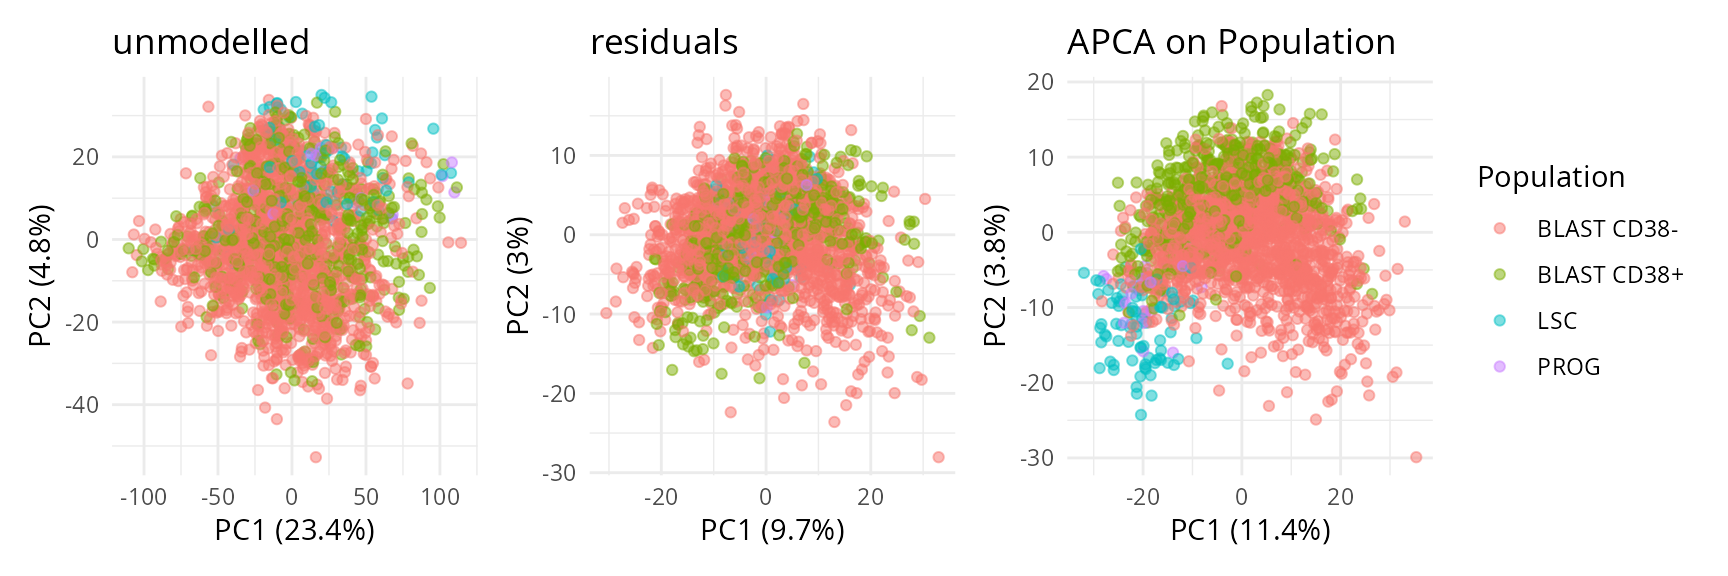 unmodelled
residuals
APCA on Population
PC2 (4.8%)
20
0
-20
-40
-100
-50
0
50
100
PC1 (23.4%)
PC2 (3%)
10
0
-10
-20
-30
-20
0
20
PC1 (9.7%)
PC2 (3.8%)
20
10
0
-10
-20
-30
-20
0
20
PC1 (11.4%)
Population
BLAST CD38-
BLAST CD38+
LSC
PROG